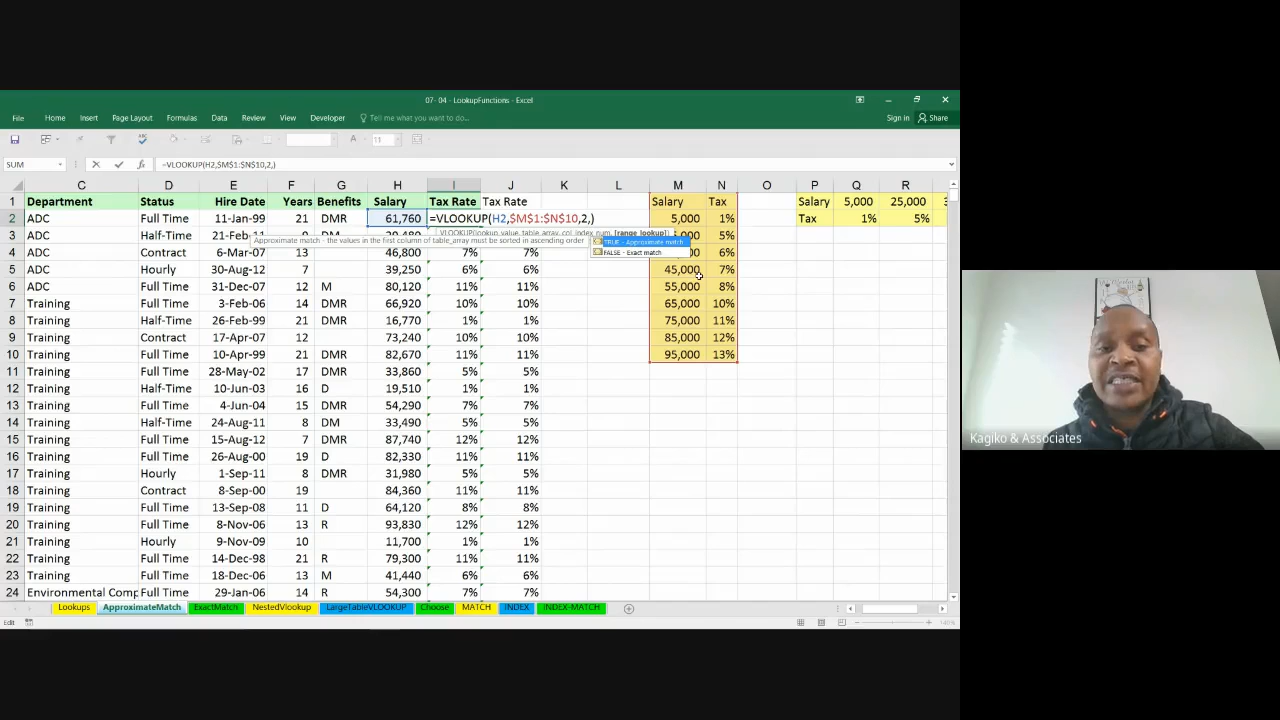 07- 04 - LookupFunctions - Excel
File Home Insert Page Layout Formulas Data Review View Developer Tell me what you want to do... Sign in Share
11
SUM =VLOOKUP(H2,$M$1:$N$10,2,)
C D E F G H I J K L M N O P Q R
1 Department Status Hire Date Years Benefits Salary Tax Rate Tax Rate Salary Tax Salary 5,000 25,000
2 ADC Full Time 11-Jan-99 21 DMR 61,760 =VLOOKUP(H2,$M$1:$N$10,2,) 5,000 1% Tax 1% 5%
VLOOKUP(lookup_value, table_array, col_index_num, [range_lookup])
3 ADC Half-Time 5%
Approximate match - the values in the first column of table_array must be sorted in ascending order
TRUE - Approximate match
FALSE - Exact match
4 ADC Contract 6-Mar-07 13 46,800 7% 7% 6%
5 ADC Hourly 30-Aug-12 7 39,250 6% 6% 45,000 7%
6 ADC Full Time 31-Dec-07 12 M 80,120 11% 11% 55,000 8%
7 Training Full Time 3-Feb-06 14 DMR 66,920 10% 10% 65,000 10%
8 Training Half-Time 26-Feb-99 21 DMR 16,770 1% 1% 75,000 11%
9 Training Contract 17-Apr-07 12 73,240 10% 10% 85,000 12%
10 Training Full Time 10-Apr-99 21 DMR 82,670 11% 11% 95,000 13%
11 Training Full Time 28-May-02 17 DMR 33,860 5% 5%
12 Training Half-Time 10-Jun-03 16 D 19,510 1% 1%
13 Training Full Time 4-Jun-04 15 DMR 54,290 7% 7%
14 Training Half-Time 24-Aug-11 8 DM 33,490 5% 5%
15 Training Full Time 15-Aug-12 7 DMR 87,740 12% 12%
16 Training Full Time 26-Aug-00 19 D 82,330 11% 11%
17 Training Hourly 1-Sep-11 8 DMR 31,980 5% 5%
18 Training Contract 8-Sep-00 19 84,360 11% 11%
19 Training Full Time 13-Sep-08 11 D 64,120 8% 8%
20 Training Full Time 8-Nov-06 13 R 93,830 12% 12%
21 Training Hourly 9-Nov-09 10 11,700 1% 1%
22 Training Full Time 14-Dec-98 21 R 79,300 11% 11%
23 Training Full Time 18-Dec-06 13 M 41,440 6% 6%
24 Environmental Comp Full Time 29-Jan-06 14 R 54,300 7% 7%
Lookups ApproximateMatch ExactMatch NestedVlookup LargeTableVLOOKUP Choose MATCH INDEX INDEX-MATCH
Edit
Kagiko & Associates